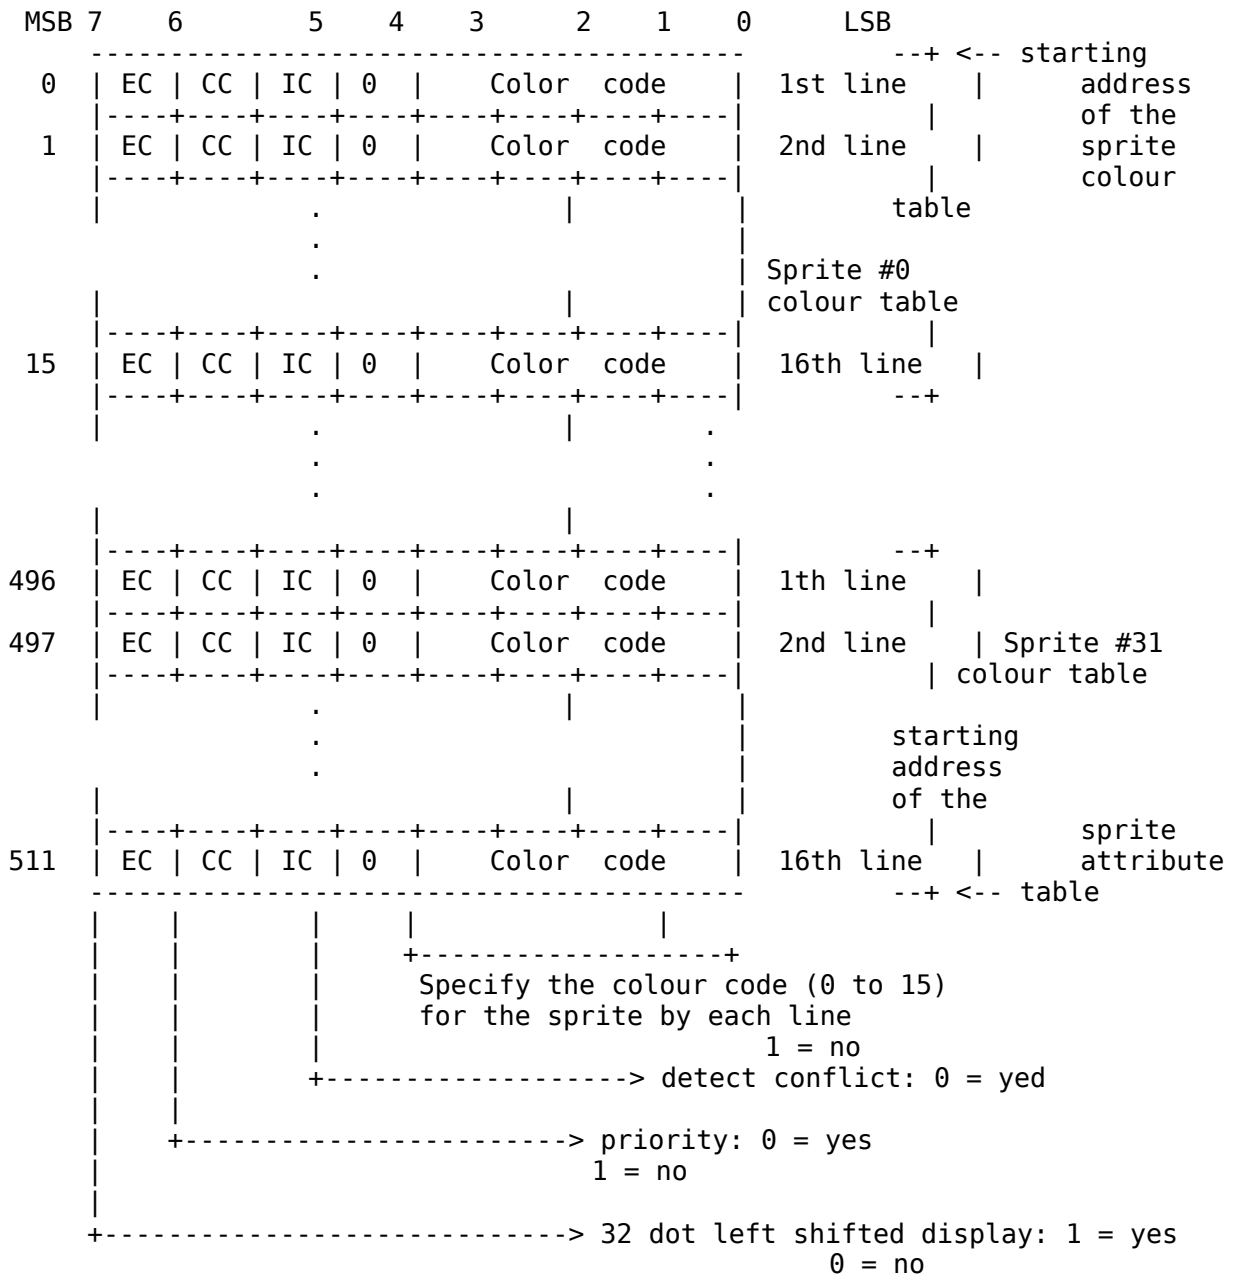 MSB 7 6 5 4 3 2 1 0 LSB
----------------------------------------- --+ <-- starting
0 | EC | CC | IC | 0 | Color code | 1st line | address
|----+----+----+----+----+----+----+----| | of the
1 | EC | CC | IC | 0 | Color code | 2nd line | sprite
|----+----+----+----+----+----+----+----| | colour
| . | | table
. |
. | Sprite #0
| | | colour table
|----+----+----+----+----+----+----+----| |
15 | EC | CC | IC | 0 | Color code | 16th line |
|----+----+----+----+----+----+----+----| --+
| . | .
. .
. .
| |
|----+----+----+----+----+----+----+----| --+
496 | EC | CC | IC | 0 | Color code | 1th line |
|----+----+----+----+----+----+----+----| |
497 | EC | CC | IC | 0 | Color code | 2nd line | Sprite #31
|----+----+----+----+----+----+----+----| | colour table
| . | |
. | starting
. | address
| | | of the
|----+----+----+----+----+----+----+----| | sprite
511 | EC | CC | IC | 0 | Color code | 16th line | attribute
----------------------------------------- --+ <-- table
| | | | |
| | | +-------------------+
| | | Specify the colour code (0 to 15)
| | | for the sprite by each line
| | | 1 = no
| | +-------------------> detect conflict: 0 = yed
| |
| +------------------------> priority: 0 = yes
| 1 = no
|
+-----------------------------> 32 dot left shifted display: 1 = yes
0 = no